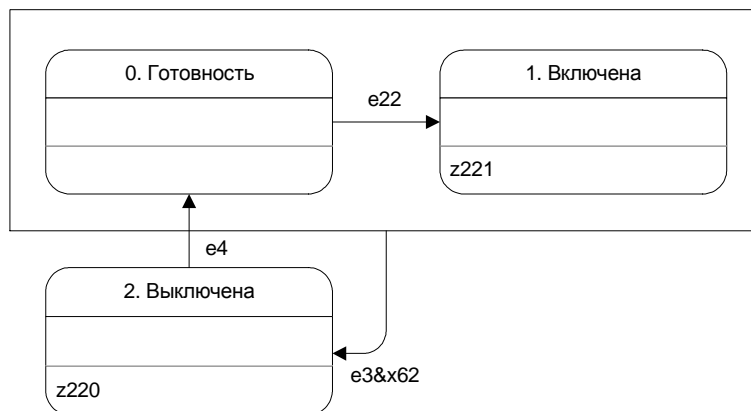 0. Готовность
1. Включена
e22
z221
e4
2. Выключена
e3&x62
z220